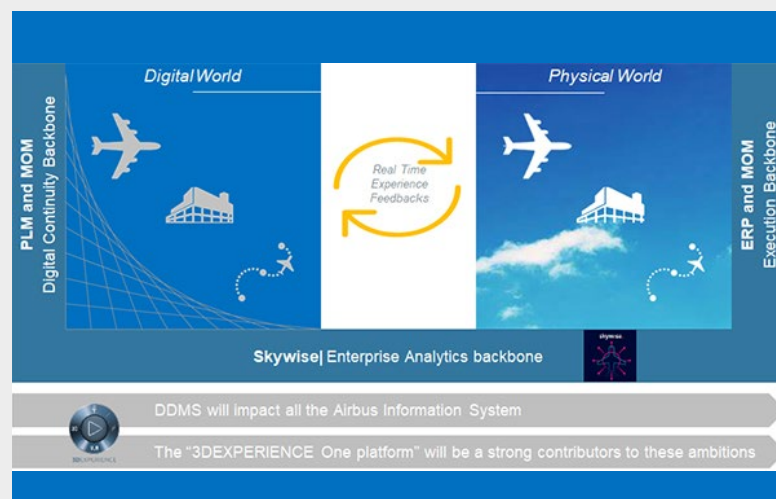 Digital World
Physical World
PLM and MOM
Digital Continuity Backbone
Real Time
Experience
Feedbacks
ERP and MOM
Execution Backbone
Skywise| Enterprise Analytics backbone
skywise
DDMS will impact all the Airbus Information System
3DEXPERIENCE
The “3DEXPERIENCE One platform” will be a strong contributors to these ambitions